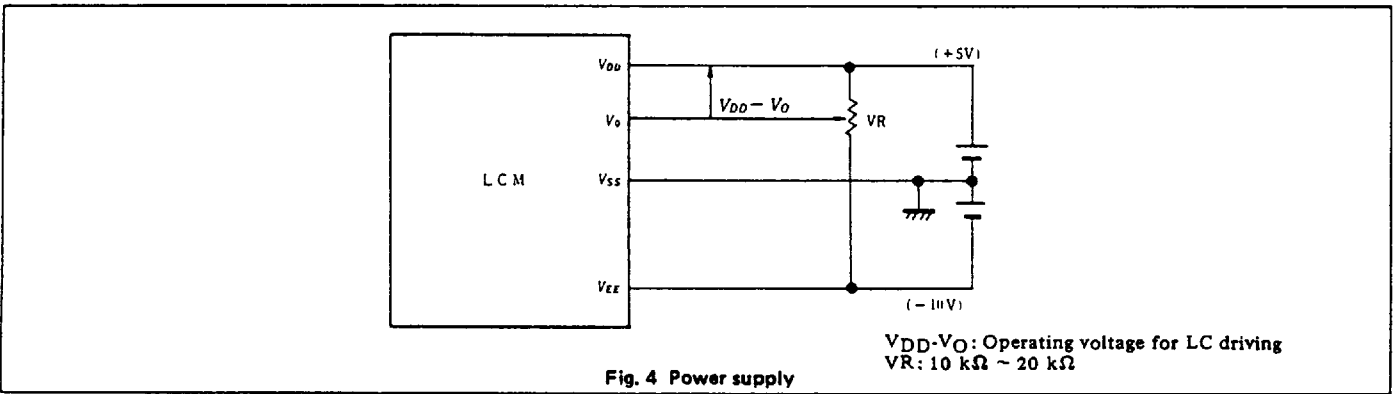 (+5V)
VDD
VDD − VO
VO
VR
LCM
VSS
VEE
(−10V)
VDD-VO: Operating voltage for LC driving
VR: 10 kΩ ~ 20 kΩ
Fig. 4 Power supply